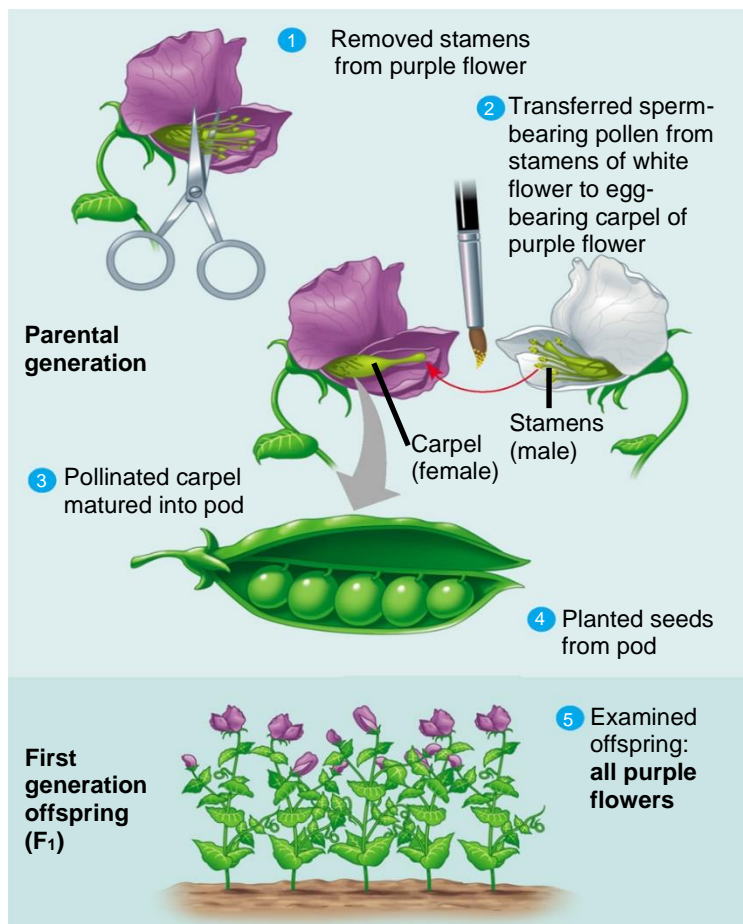 1 Removed stamens
from purple flower
2 Transferred sperm-
bearing pollen from
stamens of white
flower to egg-
bearing carpel of
purple flower
Parental
generation
Carpel
(female)
Stamens
(male)
3 Pollinated carpel
matured into pod
4 Planted seeds
from pod
5 Examined
offspring:
all purple
flowers
First
generation
offspring
(F₁)